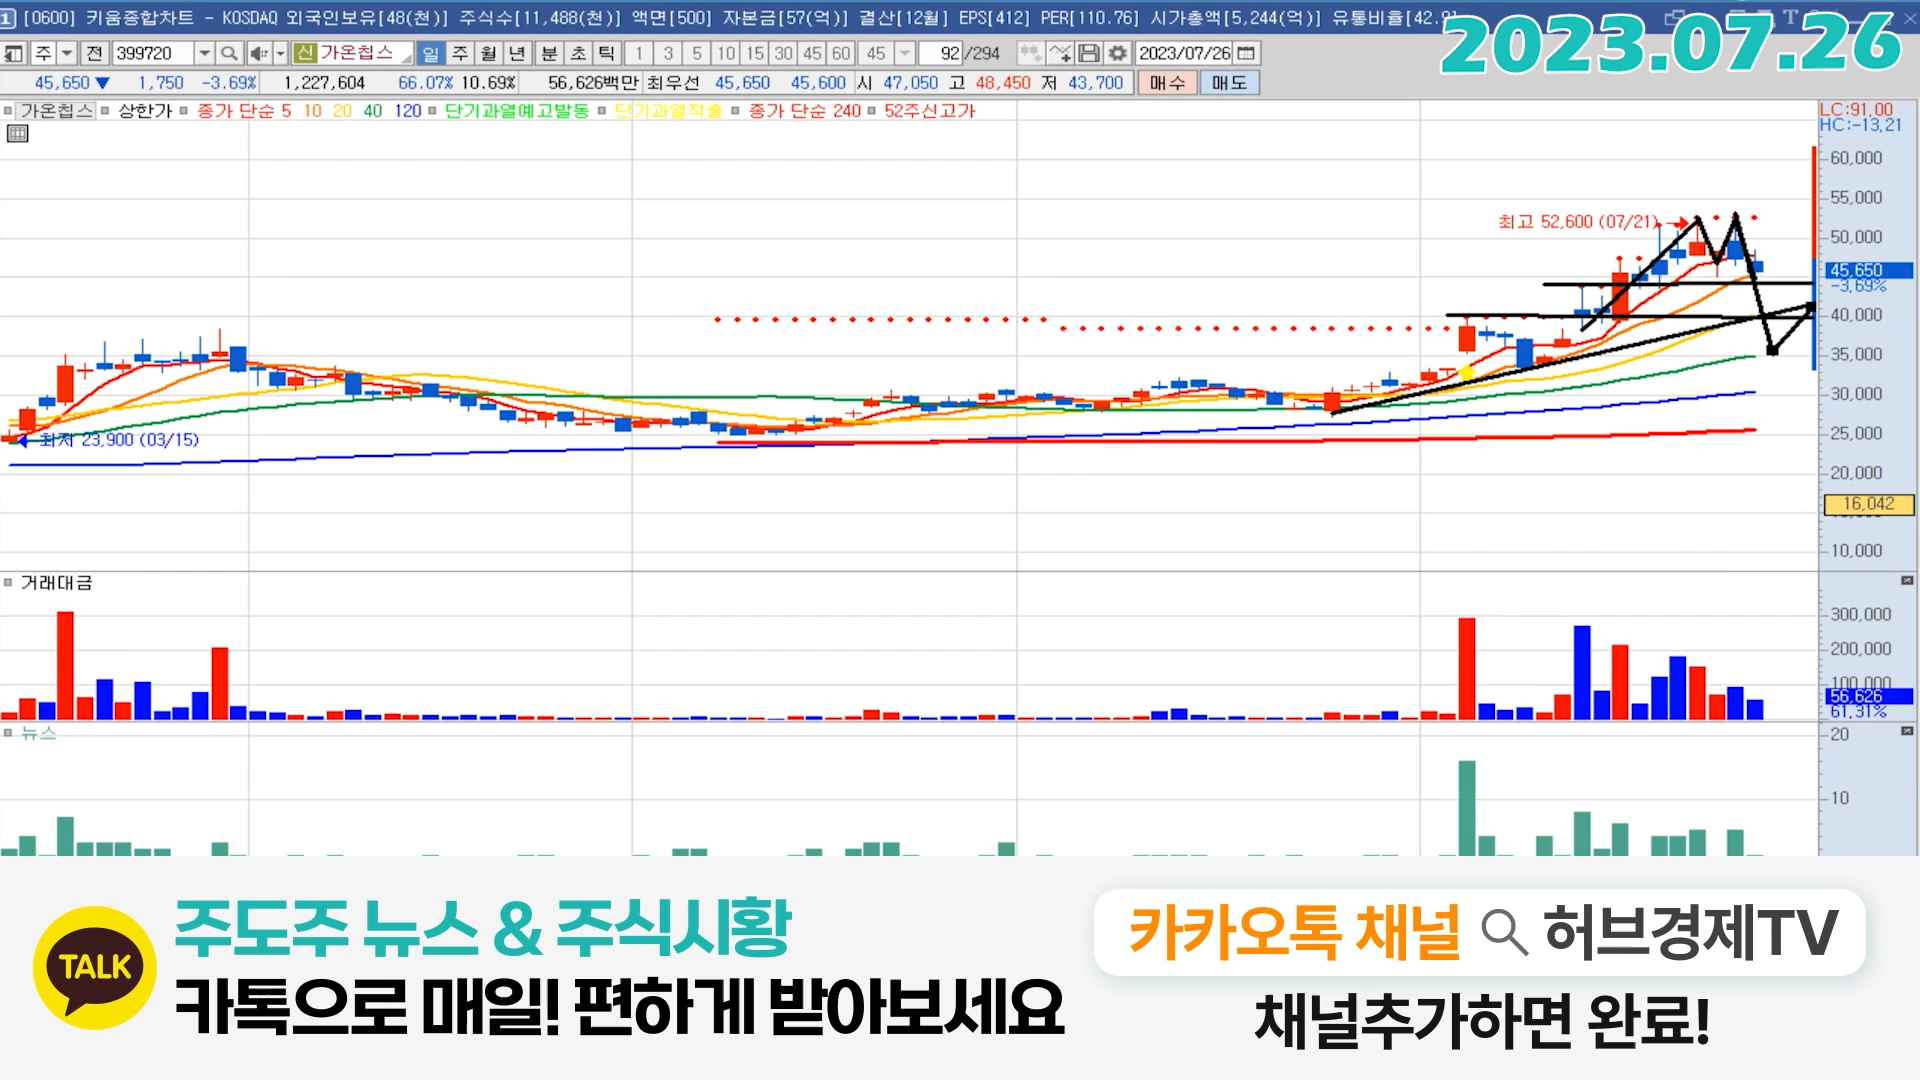 [0600] 키움종합차트 - KOSDAQ 외국인보유[48(천)] 주식수[11,488(천)] 액면[500] 자본금[57(억)] 결산[12월] EPS[412] PER[110.76] 시가총액[5,244(억)] 유통비율[42.9
2023.07.26
주 전 399720 신 가온칩스 일 주 월 년 분 초 틱 1 3 5 10 15 30 45 60 45 92 /294 2023/07/26
45,650 ▼ 1,750 -3.69% 1,227,604 66.07% 10.69% 56,626백만 최우선 45,650 45,600 시 47,050 고 48,450 저 43,700 매수 매도
가온칩스 상한가 종가 단순 5 10 20 40 120 단기과열예고발동 단기과열적출 종가 단순 240 52주신고가
LC:91.00
HC:-13.21
60,000
55,000
최고 52,600 (07/21)
50,000
45,650
-3.69%
40,000
35,000
30,000
최저 23,900 (03/15)
25,000
20,000
16,042
10,000
거래대금
300,000
200,000
100,000
56,626
61.31%
뉴스
20
10
TALK
주도주 뉴스 & 주식시황
카톡으로 매일! 편하게 받아보세요
카카오톡 채널 허브경제TV
채널추가하면 완료!